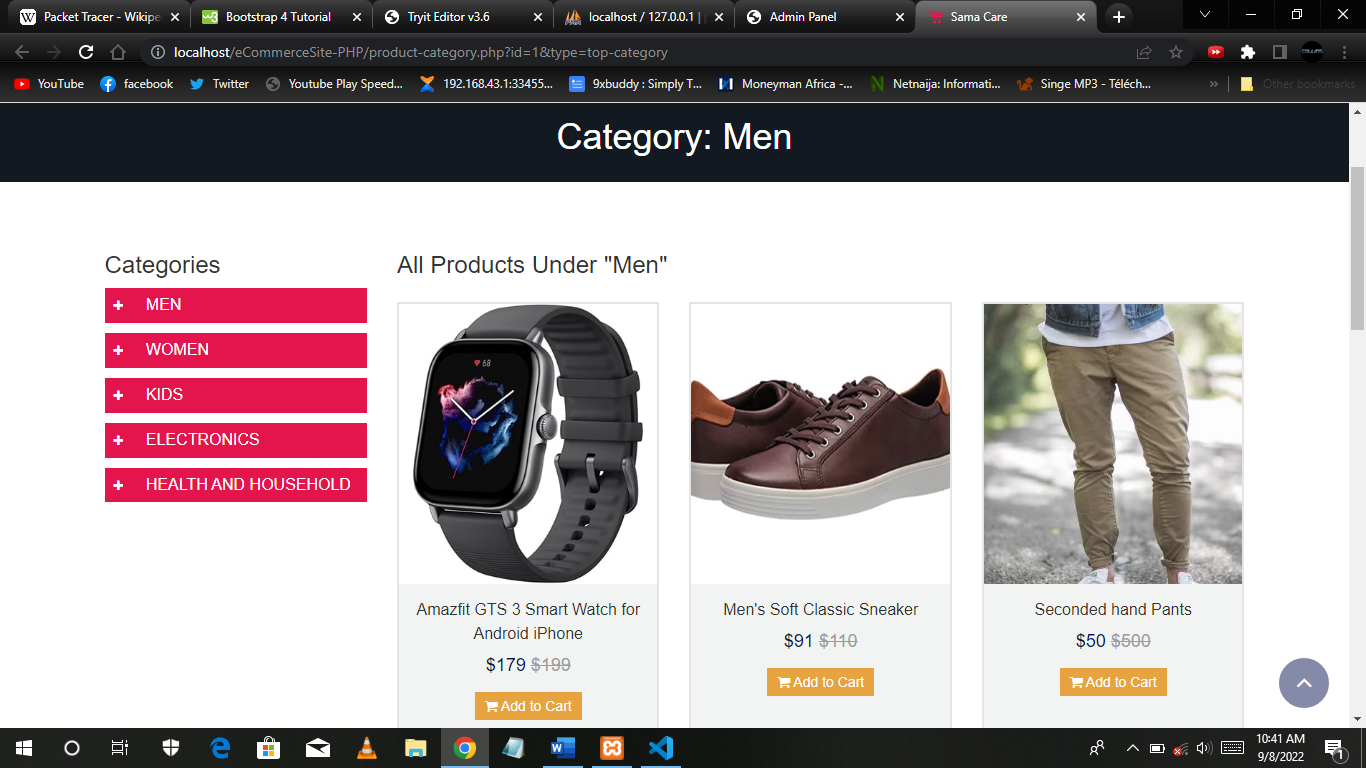 Packet Tracer - Wikipe
Bootstrap 4 Tutorial
Tryit Editor v3.6
localhost / 127.0.0.1 |
Admin Panel
Sama Care
localhost/eCommerceSite-PHP/product-category.php?id=1&type=top-category
YouTube
facebook
Twitter
Youtube Play Speed...
192.168.43.1:33455...
9xbuddy : Simply T...
Moneyman Africa -...
Netnaija: Informati...
Singe MP3 - Téléch...
»
Other bookmarks
Category: Men
Categories
MEN
WOMEN
KIDS
ELECTRONICS
HEALTH AND HOUSEHOLD
All Products Under "Men"
68
Amazfit GTS 3 Smart Watch for
Android iPhone
$179 $199
Add to Cart
Men's Soft Classic Sneaker
$91 $110
Add to Cart
Seconded hand Pants
$50 $500
Add to Cart
10:41 AM
9/8/2022
1